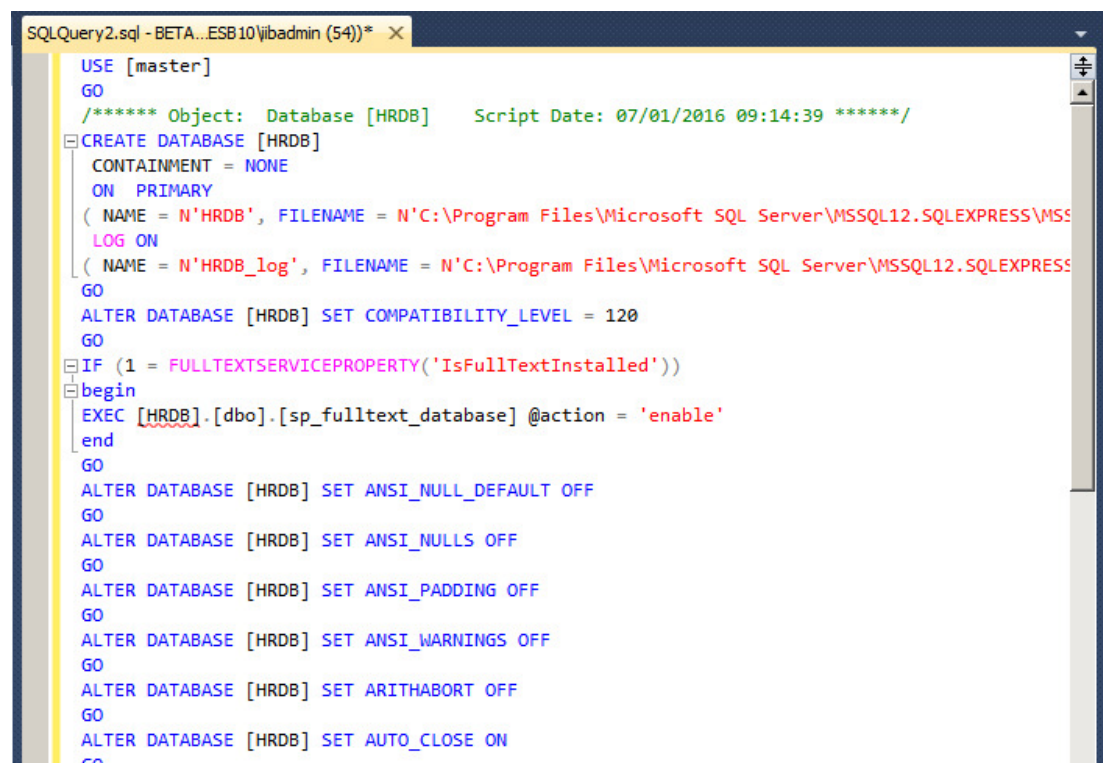 SQLQuery2.sql - BETA...ESB10\iibadmin (54))*
USE [master]
GO
/****** Object:  Database [HRDB]    Script Date: 07/01/2016 09:14:39 ******/
CREATE DATABASE [HRDB]
 CONTAINMENT = NONE
 ON  PRIMARY
( NAME = N'HRDB', FILENAME = N'C:\Program Files\Microsoft SQL Server\MSSQL12.SQLEXPRESS\MSS
 LOG ON
( NAME = N'HRDB_log', FILENAME = N'C:\Program Files\Microsoft SQL Server\MSSQL12.SQLEXPRESS
GO
ALTER DATABASE [HRDB] SET COMPATIBILITY_LEVEL = 120
GO
IF (1 = FULLTEXTSERVICEPROPERTY('IsFullTextInstalled'))
begin
EXEC [HRDB].[dbo].[sp_fulltext_database] @action = 'enable'
end
GO
ALTER DATABASE [HRDB] SET ANSI_NULL_DEFAULT OFF
GO
ALTER DATABASE [HRDB] SET ANSI_NULLS OFF
GO
ALTER DATABASE [HRDB] SET ANSI_PADDING OFF
GO
ALTER DATABASE [HRDB] SET ANSI_WARNINGS OFF
GO
ALTER DATABASE [HRDB] SET ARITHABORT OFF
GO
ALTER DATABASE [HRDB] SET AUTO_CLOSE ON
GO